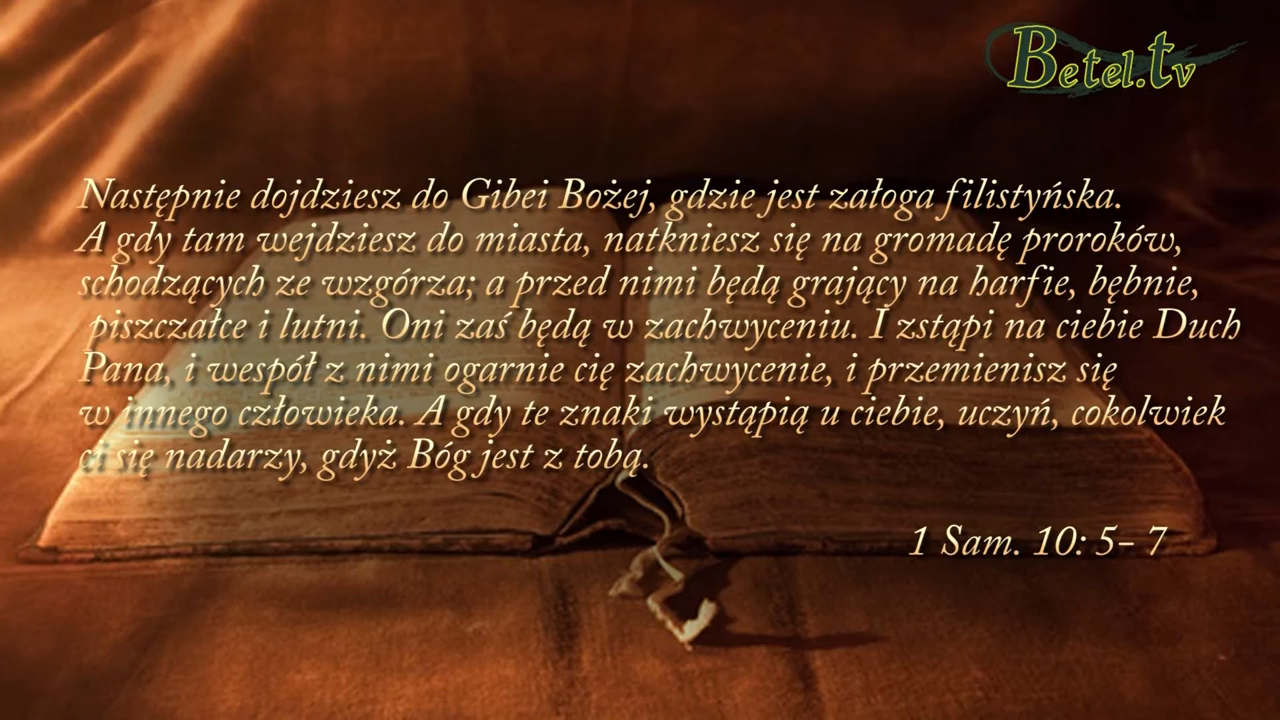 Betel.tv
Następnie dojdziesz do Gibei Bożej, gdzie jest załoga filistyńska.
A gdy tam wejdziesz do miasta, natkniesz się na gromadę proroków,
schodzących ze wzgórza; a przed nimi będą grający na harfie, bębnie,
piszczałce i lutni. Oni zaś będą w zachwyceniu. I zstąpi na ciebie Duch
Pana, i wespół z nimi ogarnie cię zachwycenie, i przemienisz się
w innego człowieka. A gdy te znaki wystąpią u ciebie, uczyń, cokolwiek
ci się nadarzy, gdyż Bóg jest z tobą.
1 Sam. 10: 5- 7